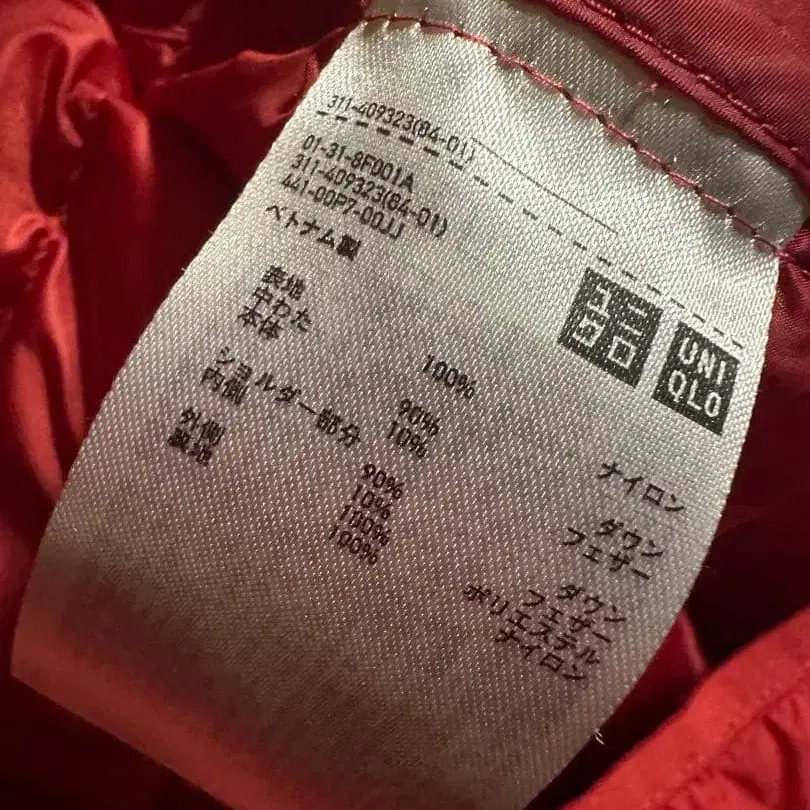 311-409323(84-01)
01-31-8F001A
311-409323(84-01)
441-00P7-00JJ
ベトナム製
ユニ
クロ
UNI
QLO
表地 100% ナイロン
中わた
本体 90% ダウン
10% フェザー
ショルダー部分
内側 90% ダウン
10% フェザー
外側 100% ポリエステル
裏地 100% ナイロン